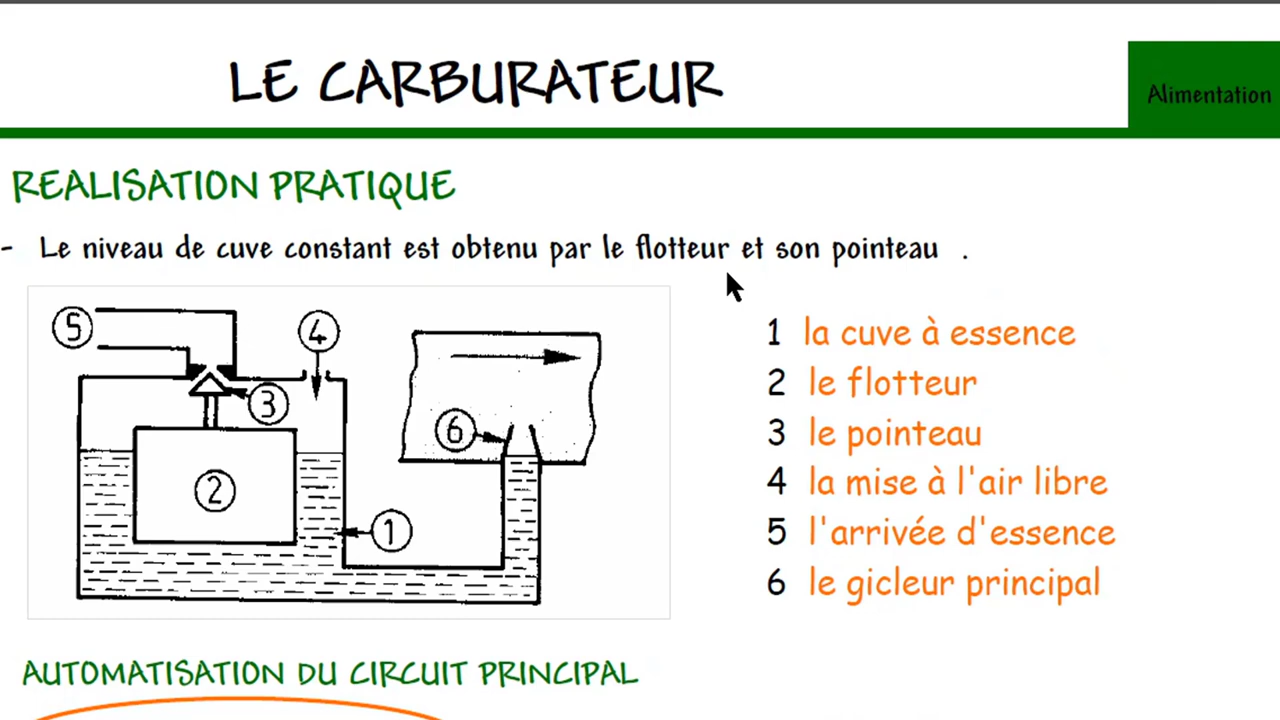 LE CARBURATEUR
Alimentation
REALISATION PRATIQUE
- Le niveau de cuve constant est obtenu par le flotteur et son pointeau .
5
4
3
6
2
1
1 la cuve à essence
2 le flotteur
3 le pointeau
4 la mise à l'air libre
5 l'arrivée d'essence
6 le gicleur principal
AUTOMATISATION DU CIRCUIT PRINCIPAL